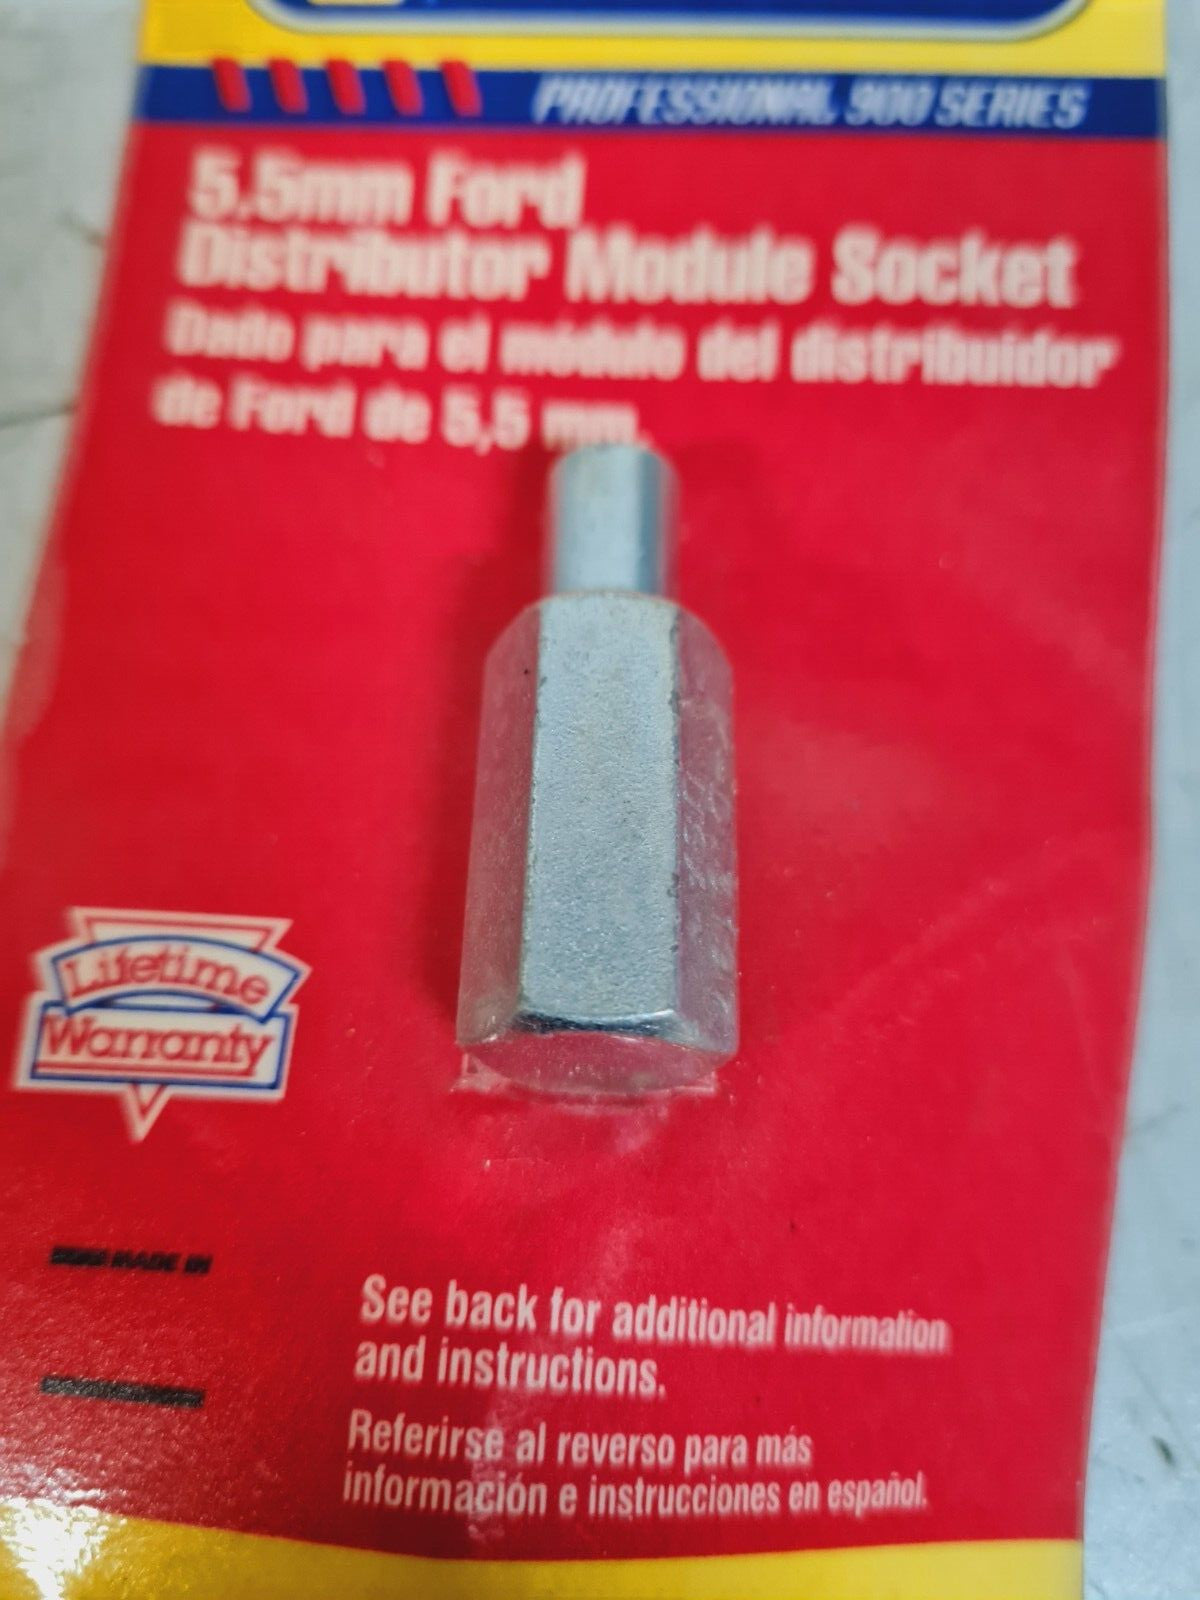 PROFESSIONAL 900 SERIES
5.5mm Ford
Distributor Module Socket
Dado para el módulo del distribuidor
de Ford de 5,5 mm.
Lifetime
Warranty
MADE IN
See back for additional information
and instructions.
Referirse al reverso para más
información e instrucciones en español.